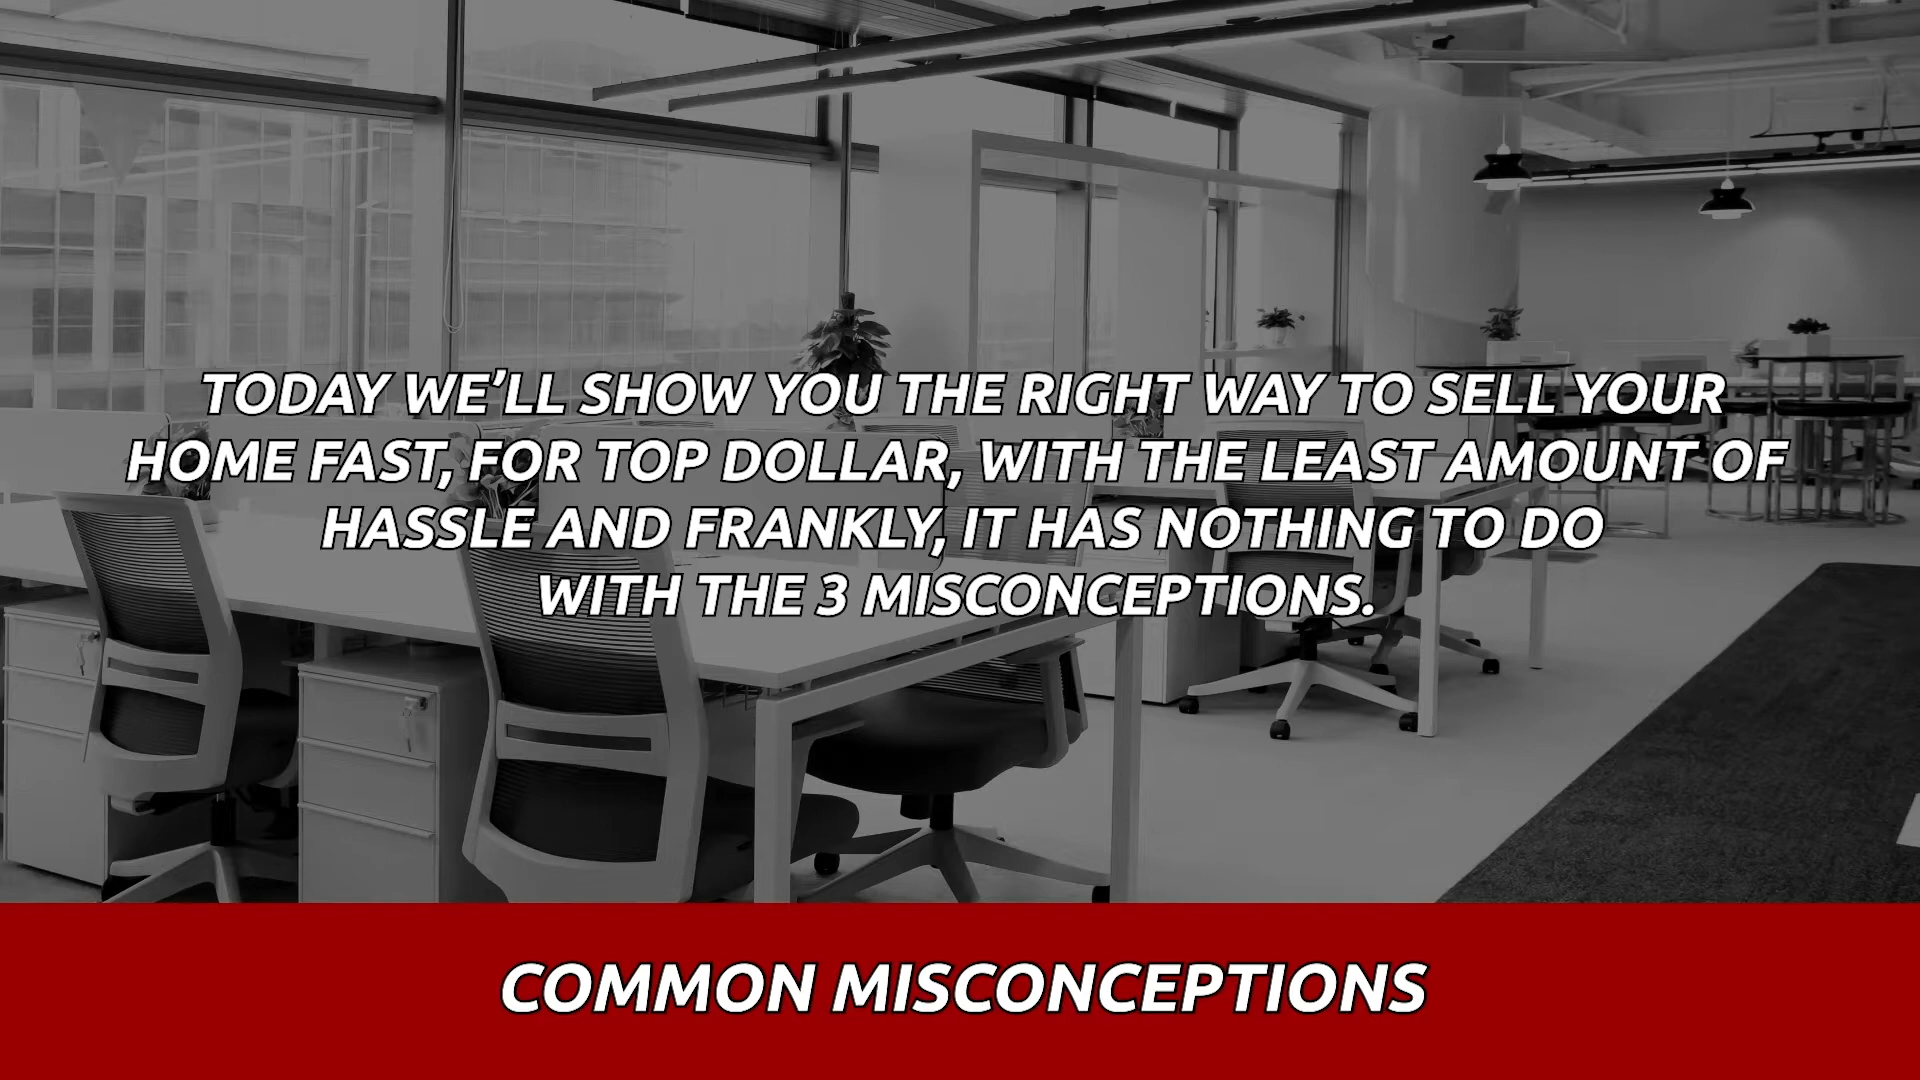 TODAY WE’LL SHOW YOU THE RIGHT WAY TO SELL YOUR
HOME FAST, FOR TOP DOLLAR, WITH THE LEAST AMOUNT OF
HASSLE AND FRANKLY, IT HAS NOTHING TO DO
WITH THE 3 MISCONCEPTIONS.
COMMON MISCONCEPTIONS